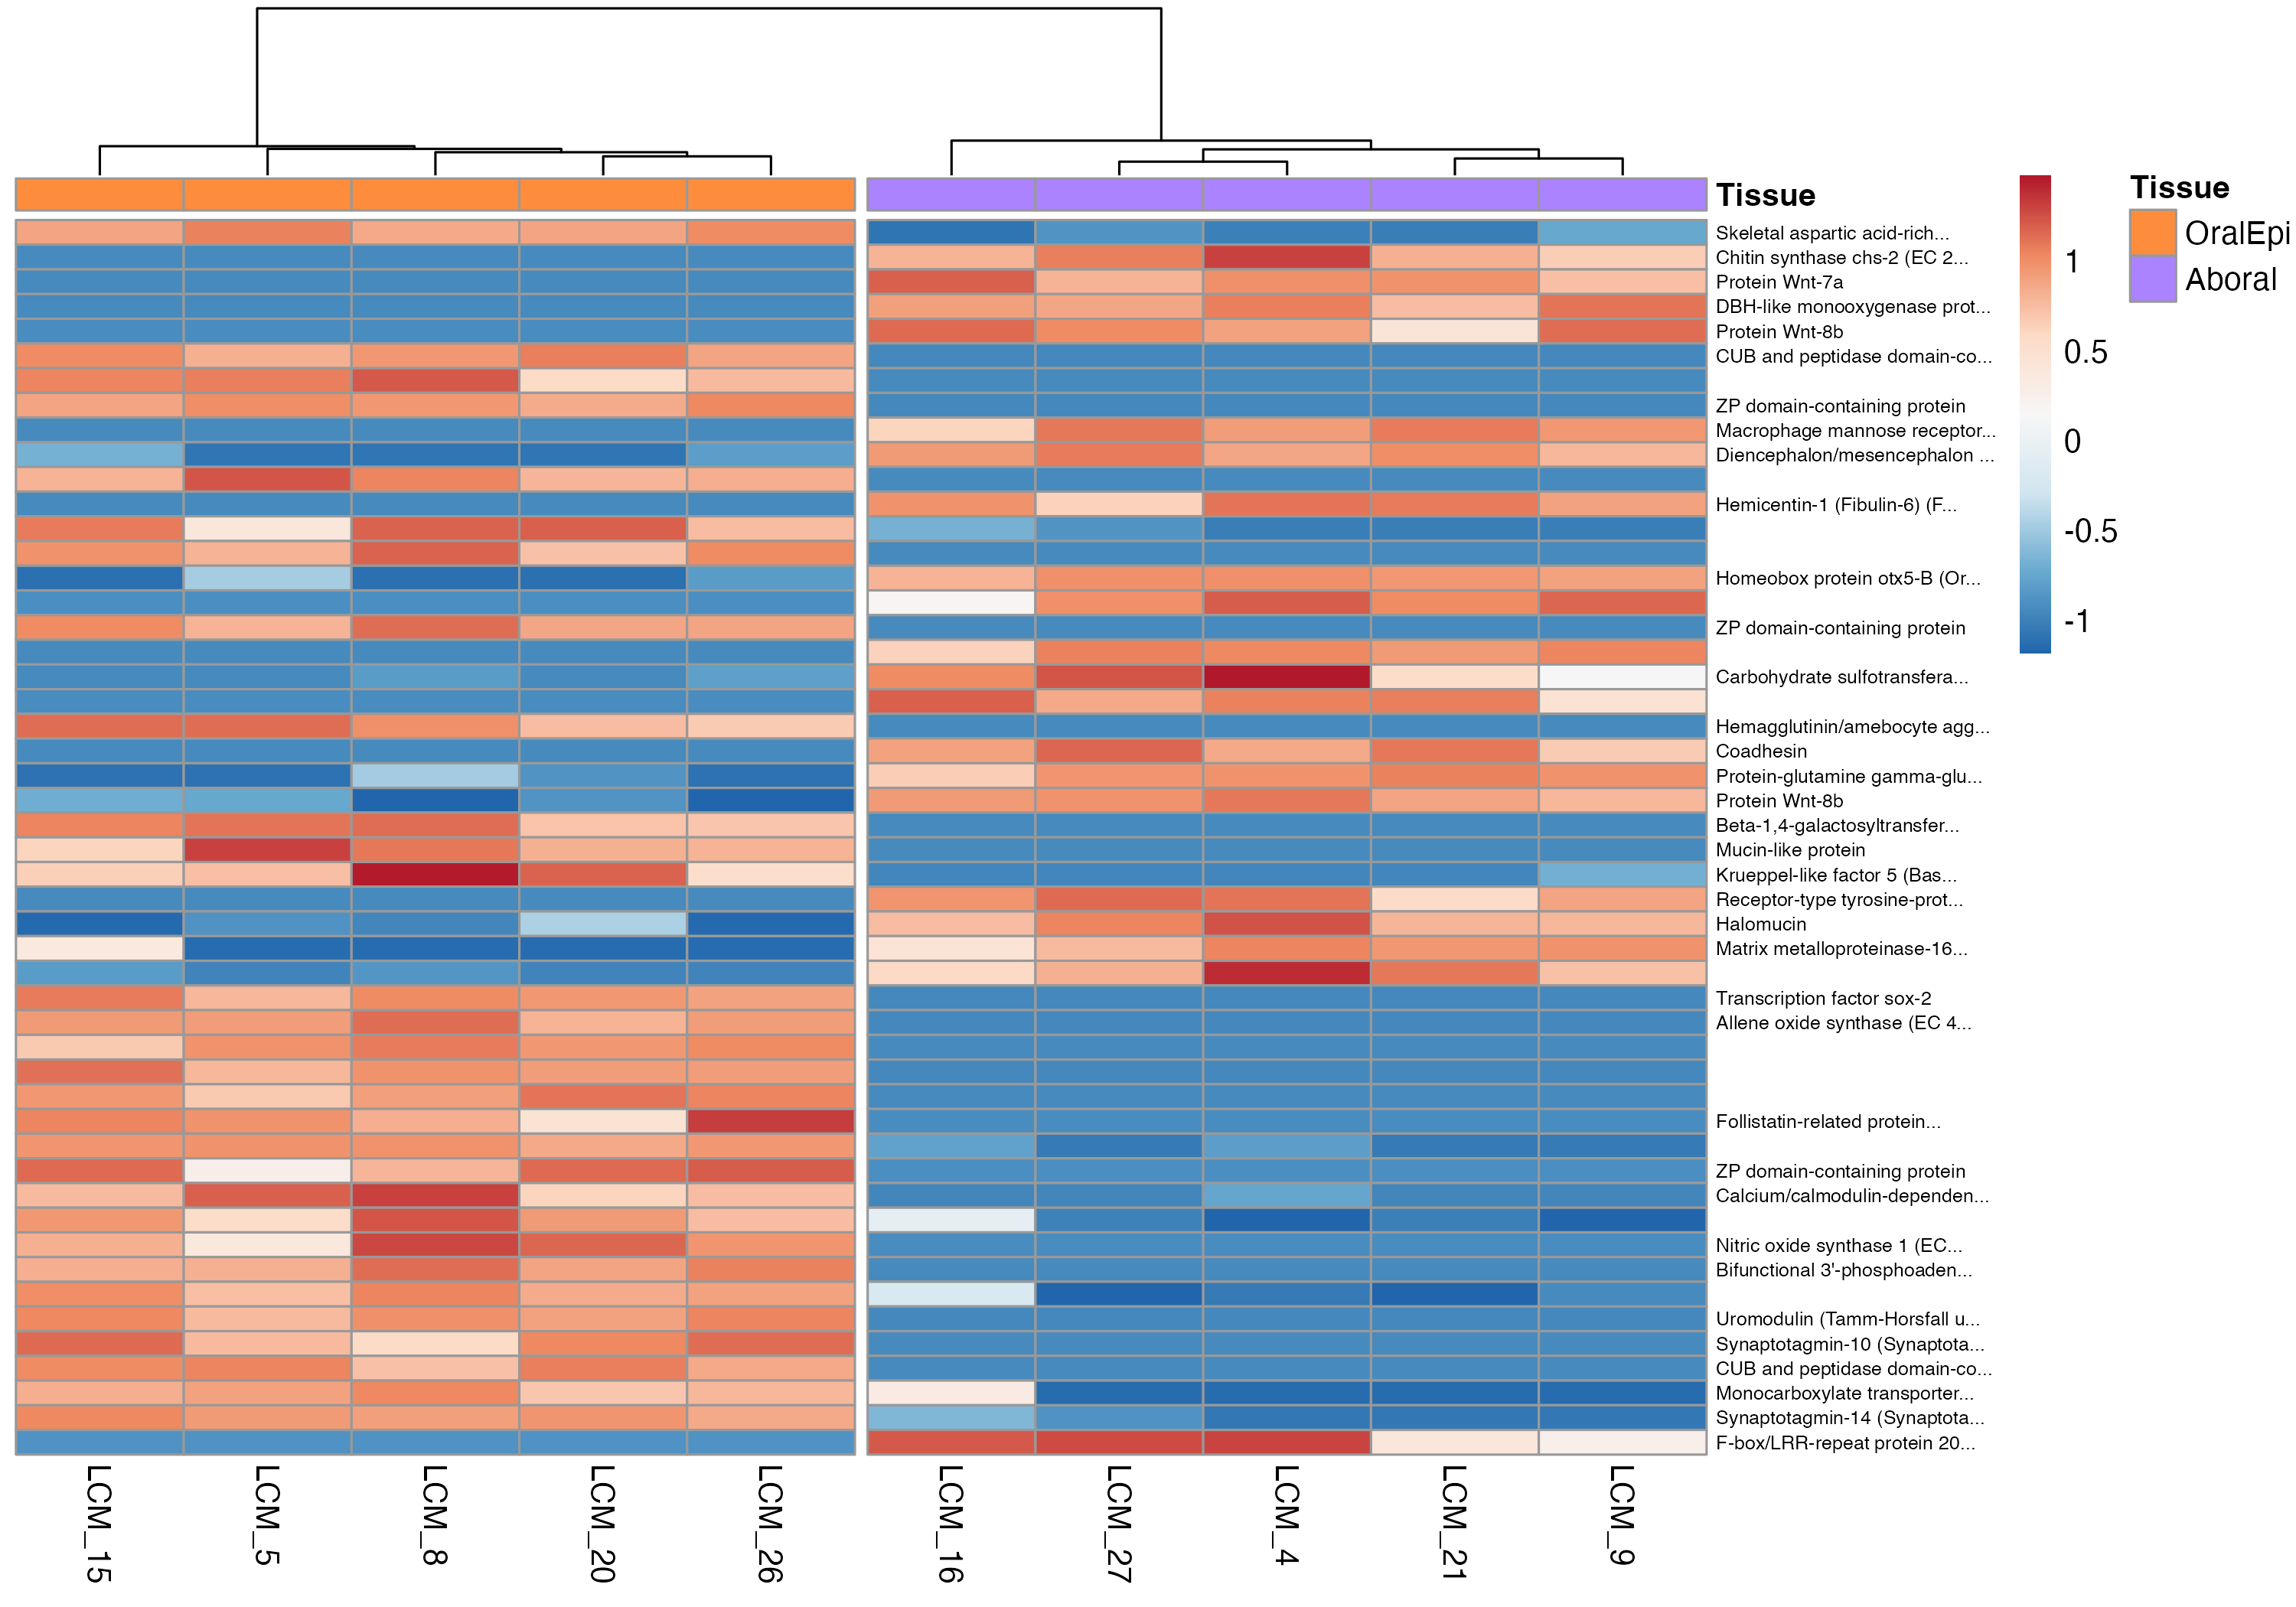 Tissue
Skeletal aspartic acid-rich...
Chitin synthase chs-2 (EC 2...
Protein Wnt-7a
DBH-like monooxygenase prot...
Protein Wnt-8b
CUB and peptidase domain-co...
ZP domain-containing protein
Macrophage mannose receptor...
Diencephalon/mesencephalon ...
Hemicentin-1 (Fibulin-6) (F...
Homeobox protein otx5-B (Or...
ZP domain-containing protein
Carbohydrate sulfotransfera...
Hemagglutinin/amebocyte agg...
Coadhesin
Protein-glutamine gamma-glu...
Protein Wnt-8b
Beta-1,4-galactosyltransfer...
Mucin-like protein
Krueppel-like factor 5 (Bas...
Receptor-type tyrosine-prot...
Halomucin
Matrix metalloproteinase-16...
Transcription factor sox-2
Allene oxide synthase (EC 4...
Follistatin-related protein...
ZP domain-containing protein
Calcium/calmodulin-dependen...
Nitric oxide synthase 1 (EC...
Bifunctional 3'-phosphoaden...
Uromodulin (Tamm-Horsfall u...
Synaptotagmin-10 (Synaptota...
CUB and peptidase domain-co...
Monocarboxylate transporter...
Synaptotagmin-14 (Synaptota...
F-box/LRR-repeat protein 20...
1
0.5
0
-0.5
-1
Tissue
OralEpi
Aboral
LCM_15
LCM_5
LCM_8
LCM_20
LCM_26
LCM_16
LCM_27
LCM_4
LCM_21
LCM_9